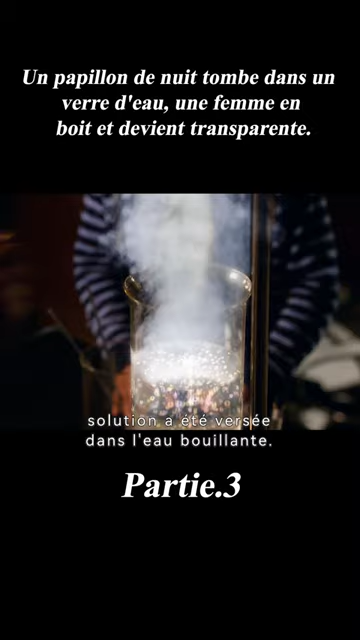 Un papillon de nuit tombe dans un
verre d'eau, une femme en
boit et devient transparente.
solution a été versée
dans l'eau bouillante.
Partie.3